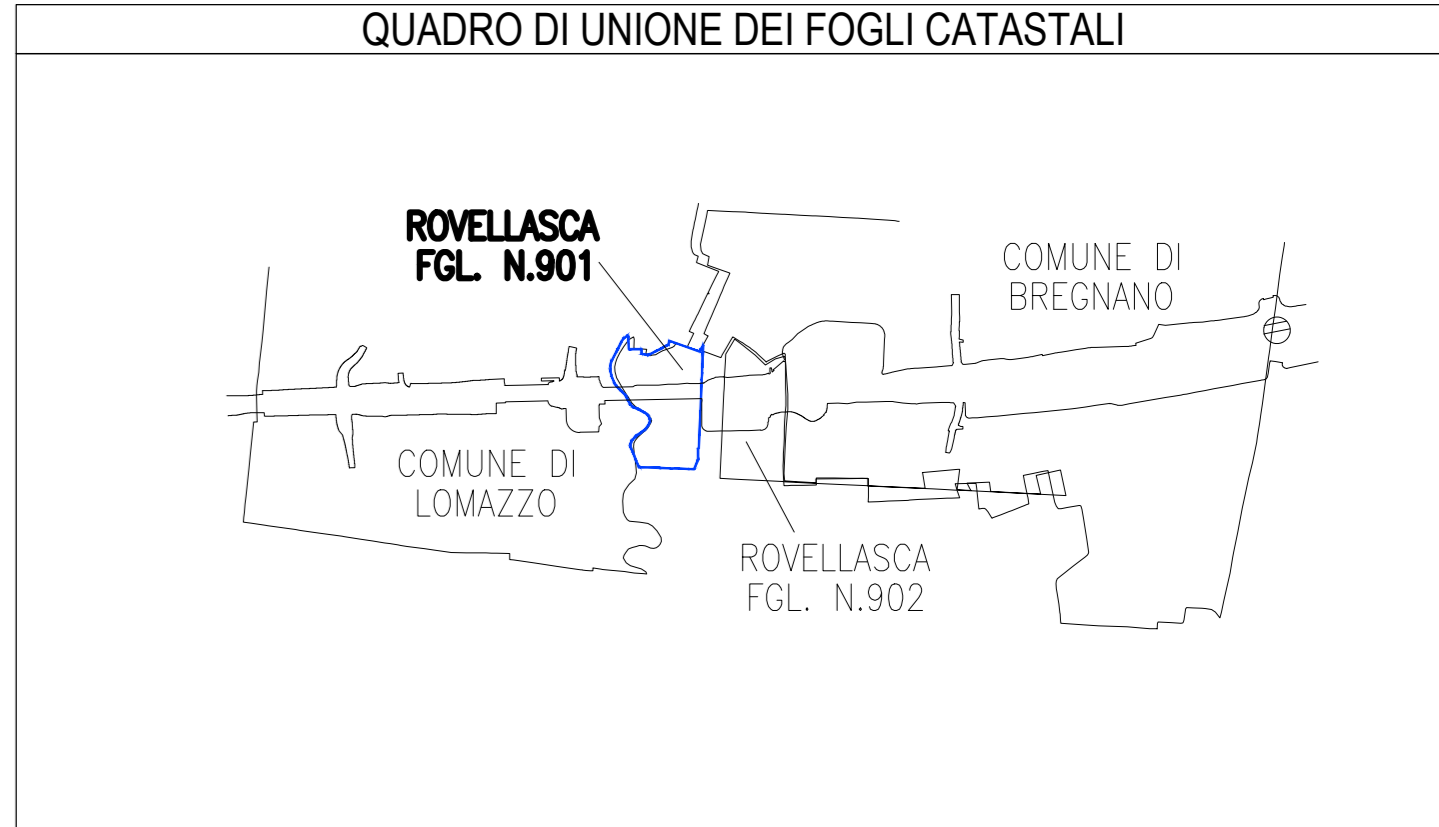 QUADRO DI UNIONE DEI FOGLI CATASTALI
ROVELLASCA
FGL. N.901
COMUNE DI
BREGNANO
COMUNE DI
LOMAZZO
ROVELLASCA
FGL. N.902